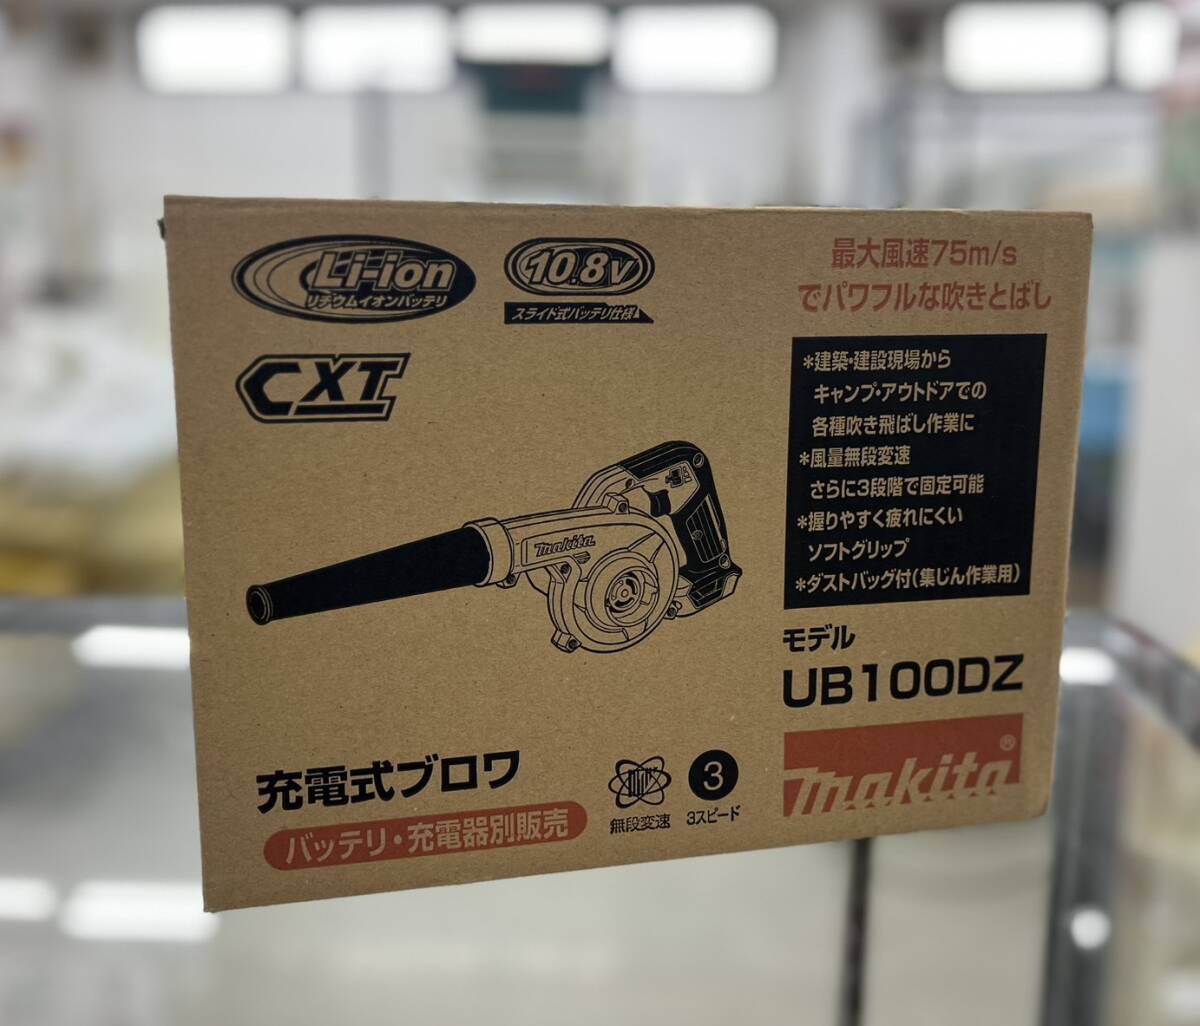 Li-ion
リチウムイオンバッテリ
10.8V
スライド式バッテリ仕様
CXT
最大風速75m/s
でパワフルな吹きとばし
*建築・建設現場から
キャンプ・アウトドアでの
各種吹き飛ばし作業に
*風量無段変速
さらに3段階で固定可能
*握りやすく疲れにくい
ソフトグリップ
*ダストバッグ付(集じん作業用)
makita
モデル
UB100DZ
makita®
充電式ブロワ
バッテリ・充電器別販売
無段変速
3
3スピード